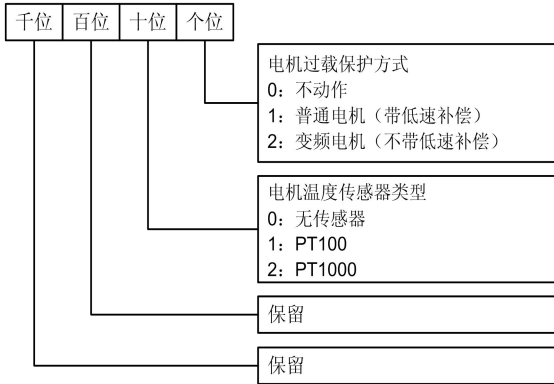 千位 百位 十位 个位
电机过载保护方式
0：不动作
1：普通电机（带低速补偿）
2：变频电机（不带低速补偿）
电机温度传感器类型
0：无传感器
1：PT100
2：PT1000
保留
保留